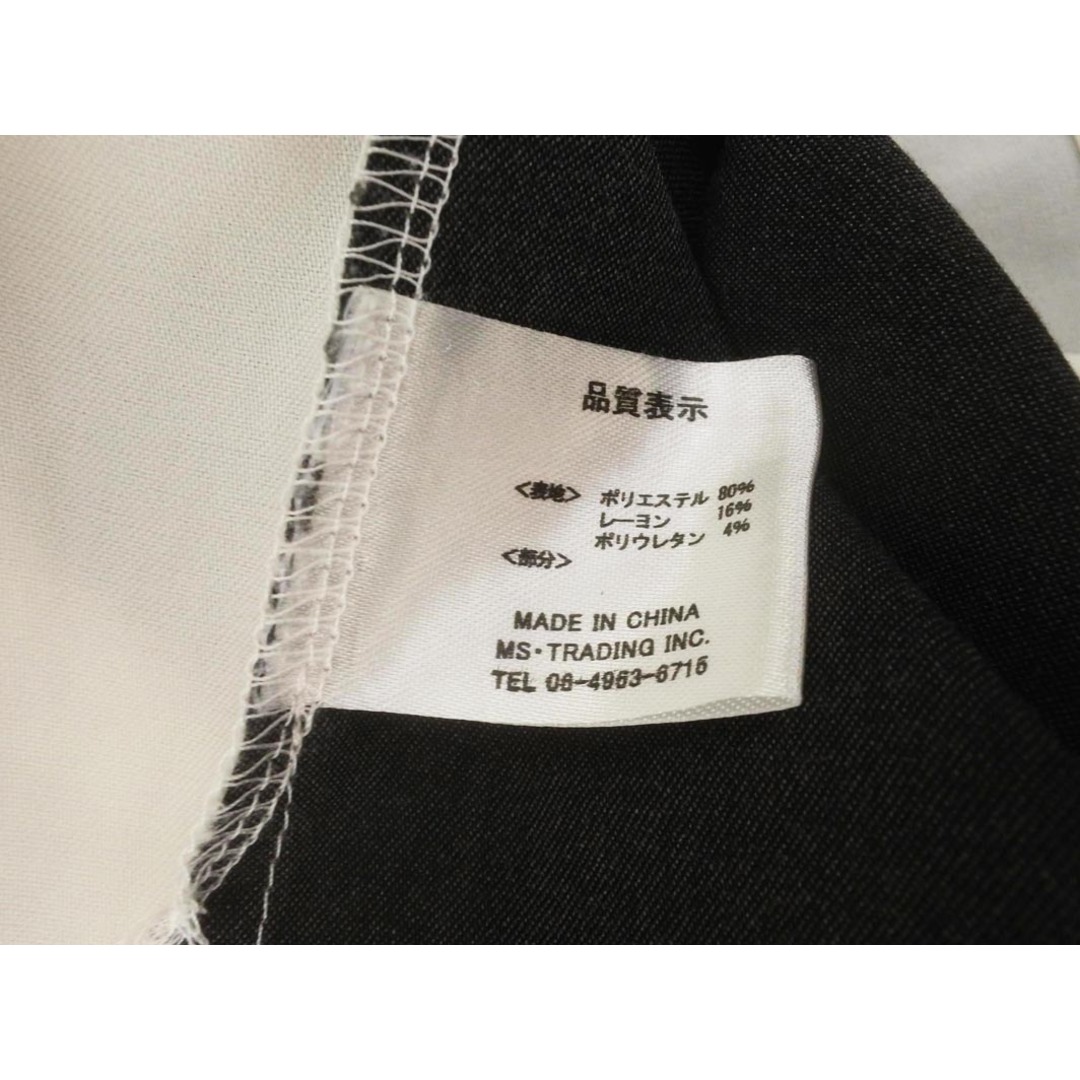 品質表示
<表地> ポリエステル 80%
レーヨン 16%
ポリウレタン 4%
<部分>
MADE IN CHINA
MS・TRADING INC.
TEL 06-4963-6715